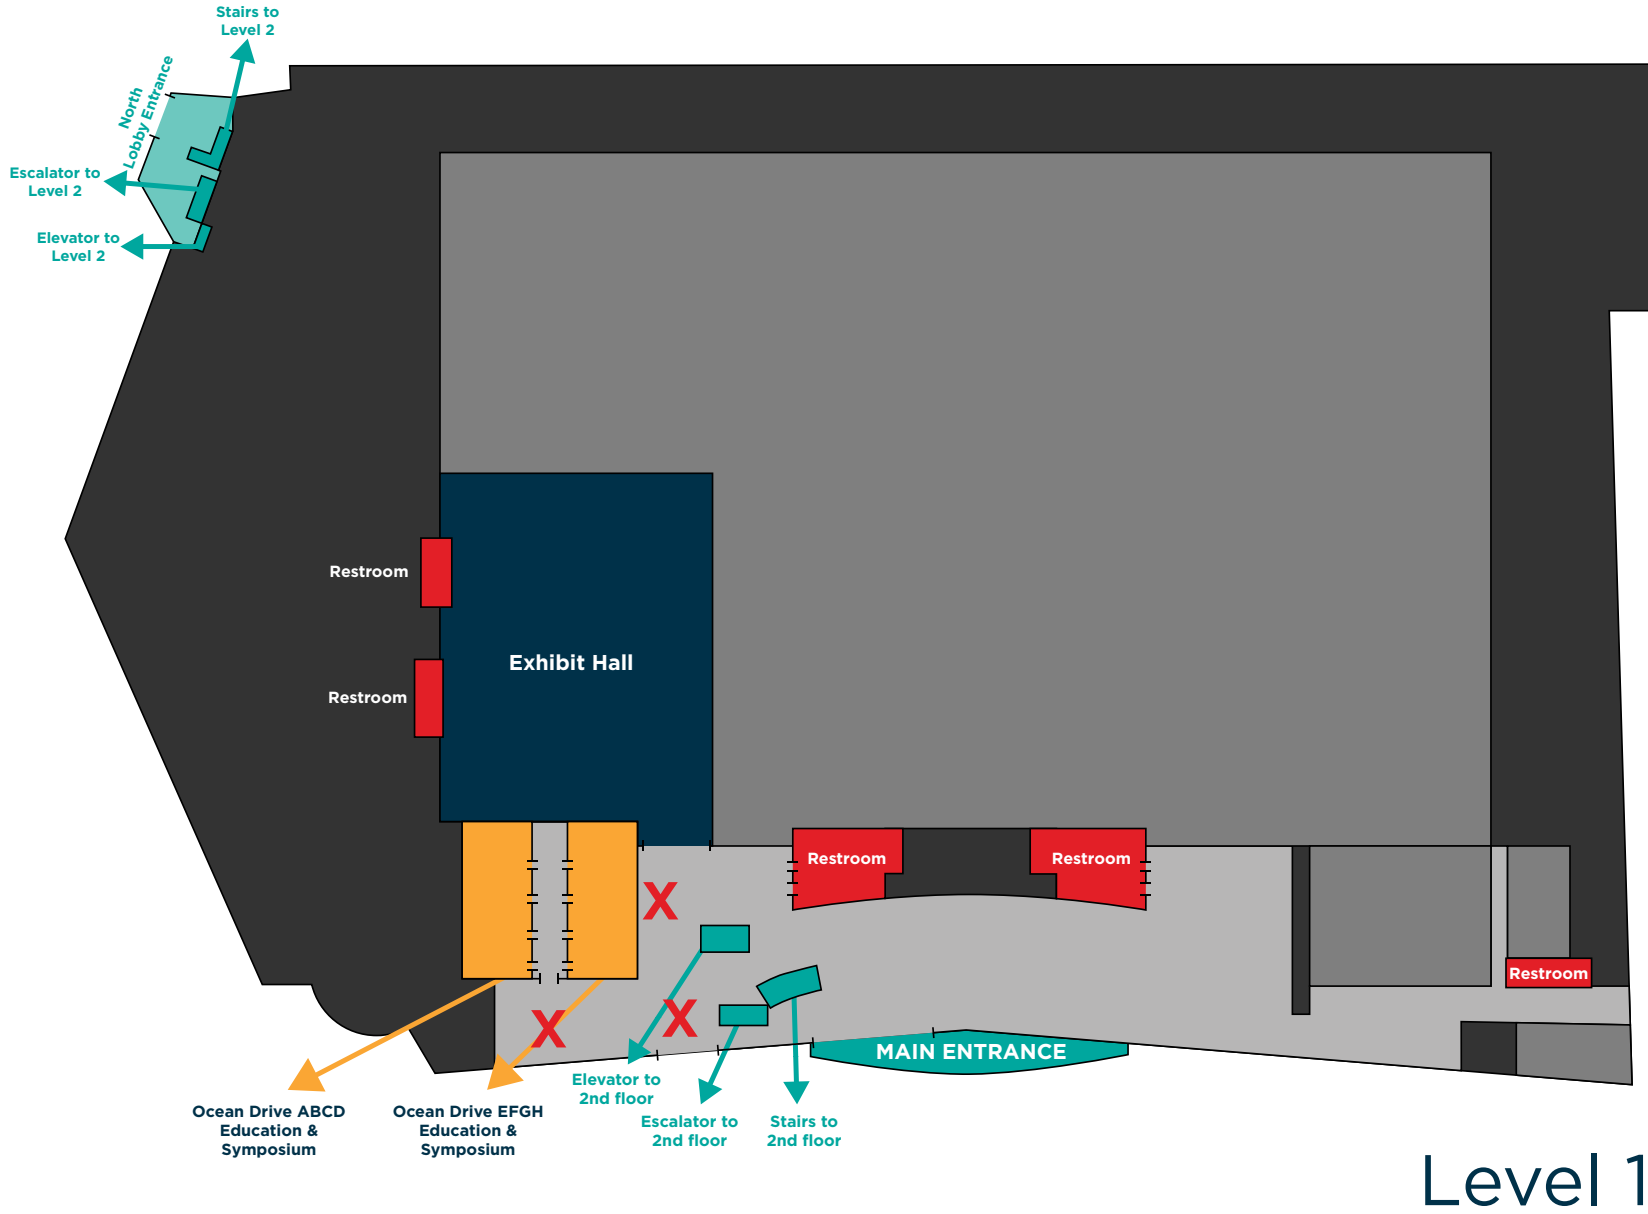 Stairs to
Level 2
North
Lobby Entrance
Escalator to
Level 2
Elevator to
Level 2
Restroom
Exhibit Hall
Restroom
Restroom
Restroom
X
Restroom
X
X
MAIN ENTRANCE
Elevator to
2nd floor
Ocean Drive ABCD
Education &
Symposium
Ocean Drive EFGH
Education &
Symposium
Escalator to
2nd floor
Stairs to
2nd floor
Level 1